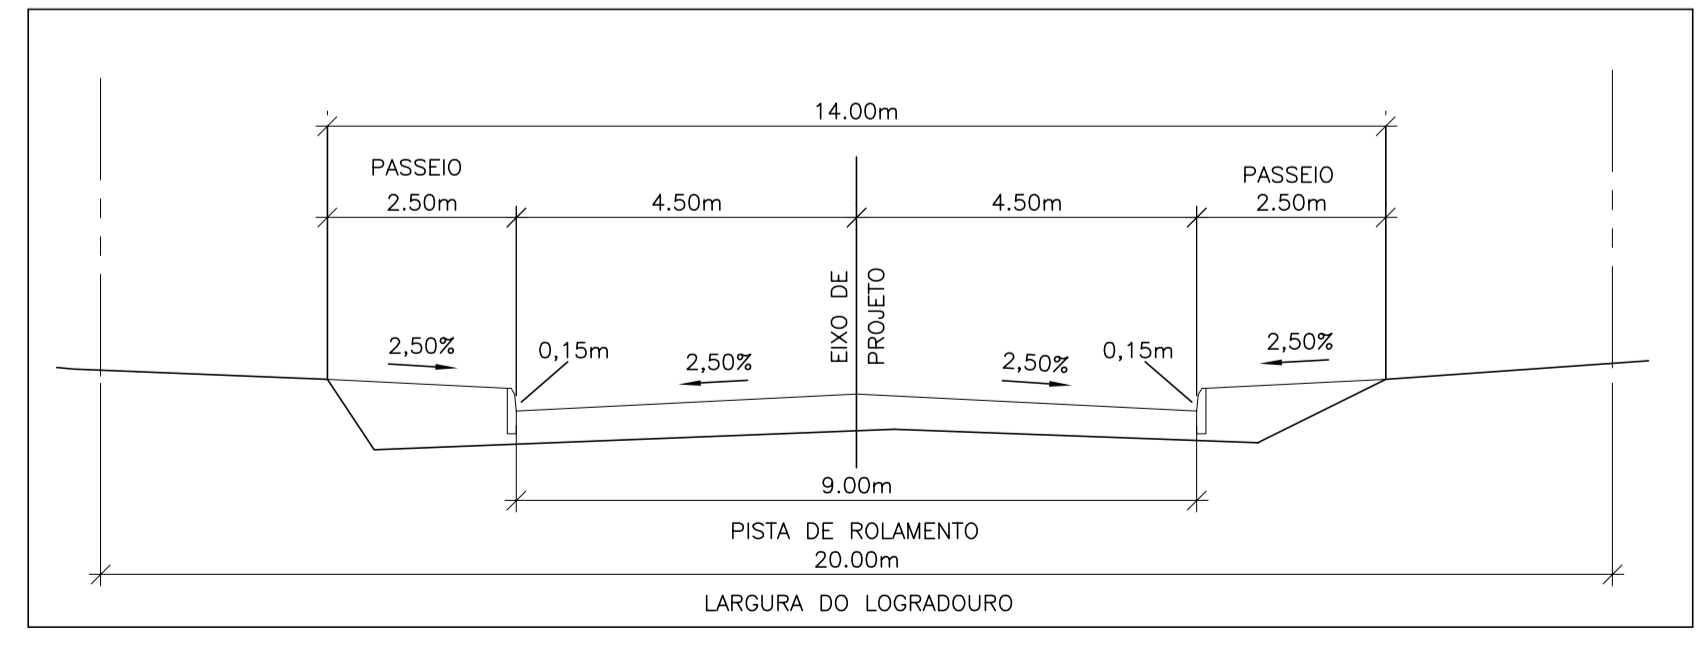 14.00m
PASSEIO
PASSEIO
2.50m
4.50m
4.50m
2.50m
EIXO DE
PROJETO
2,50%
0,15m
2,50%
2,50%
0,15m
2,50%
9.00m
PISTA DE ROLAMENTO
20.00m
LARGURA DO LOGRADOURO